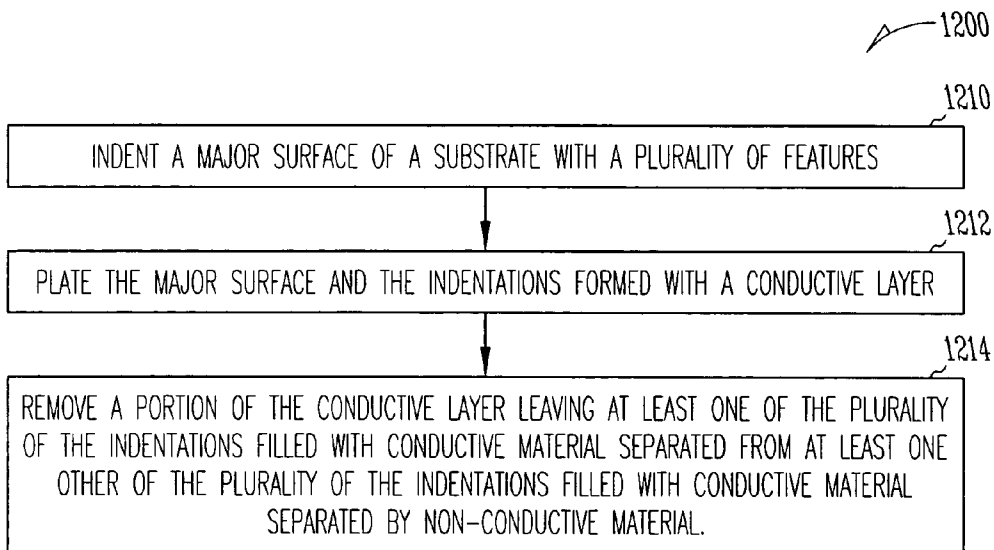 1200
1210
INDENT A MAJOR SURFACE OF A SUBSTRATE WITH A PLURALITY OF FEATURES
1212
PLATE THE MAJOR SURFACE AND THE INDENTATIONS FORMED WITH A CONDUCTIVE LAYER
1214
REMOVE A PORTION OF THE CONDUCTIVE LAYER LEAVING AT LEAST ONE OF THE PLURALITY
OF THE INDENTATIONS FILLED WITH CONDUCTIVE MATERIAL SEPARATED FROM AT LEAST ONE
OTHER OF THE PLURALITY OF THE INDENTATIONS FILLED WITH CONDUCTIVE MATERIAL
SEPARATED BY NON-CONDUCTIVE MATERIAL.